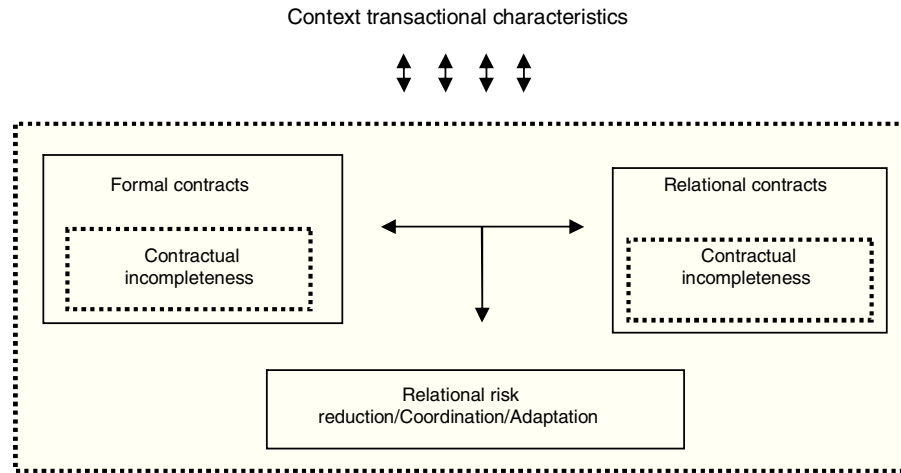 Context transactional characteristics
Formal contracts
Contractual
incompleteness
Relational contracts
Contractual
incompleteness
Relational risk
reduction/Coordination/Adaptation